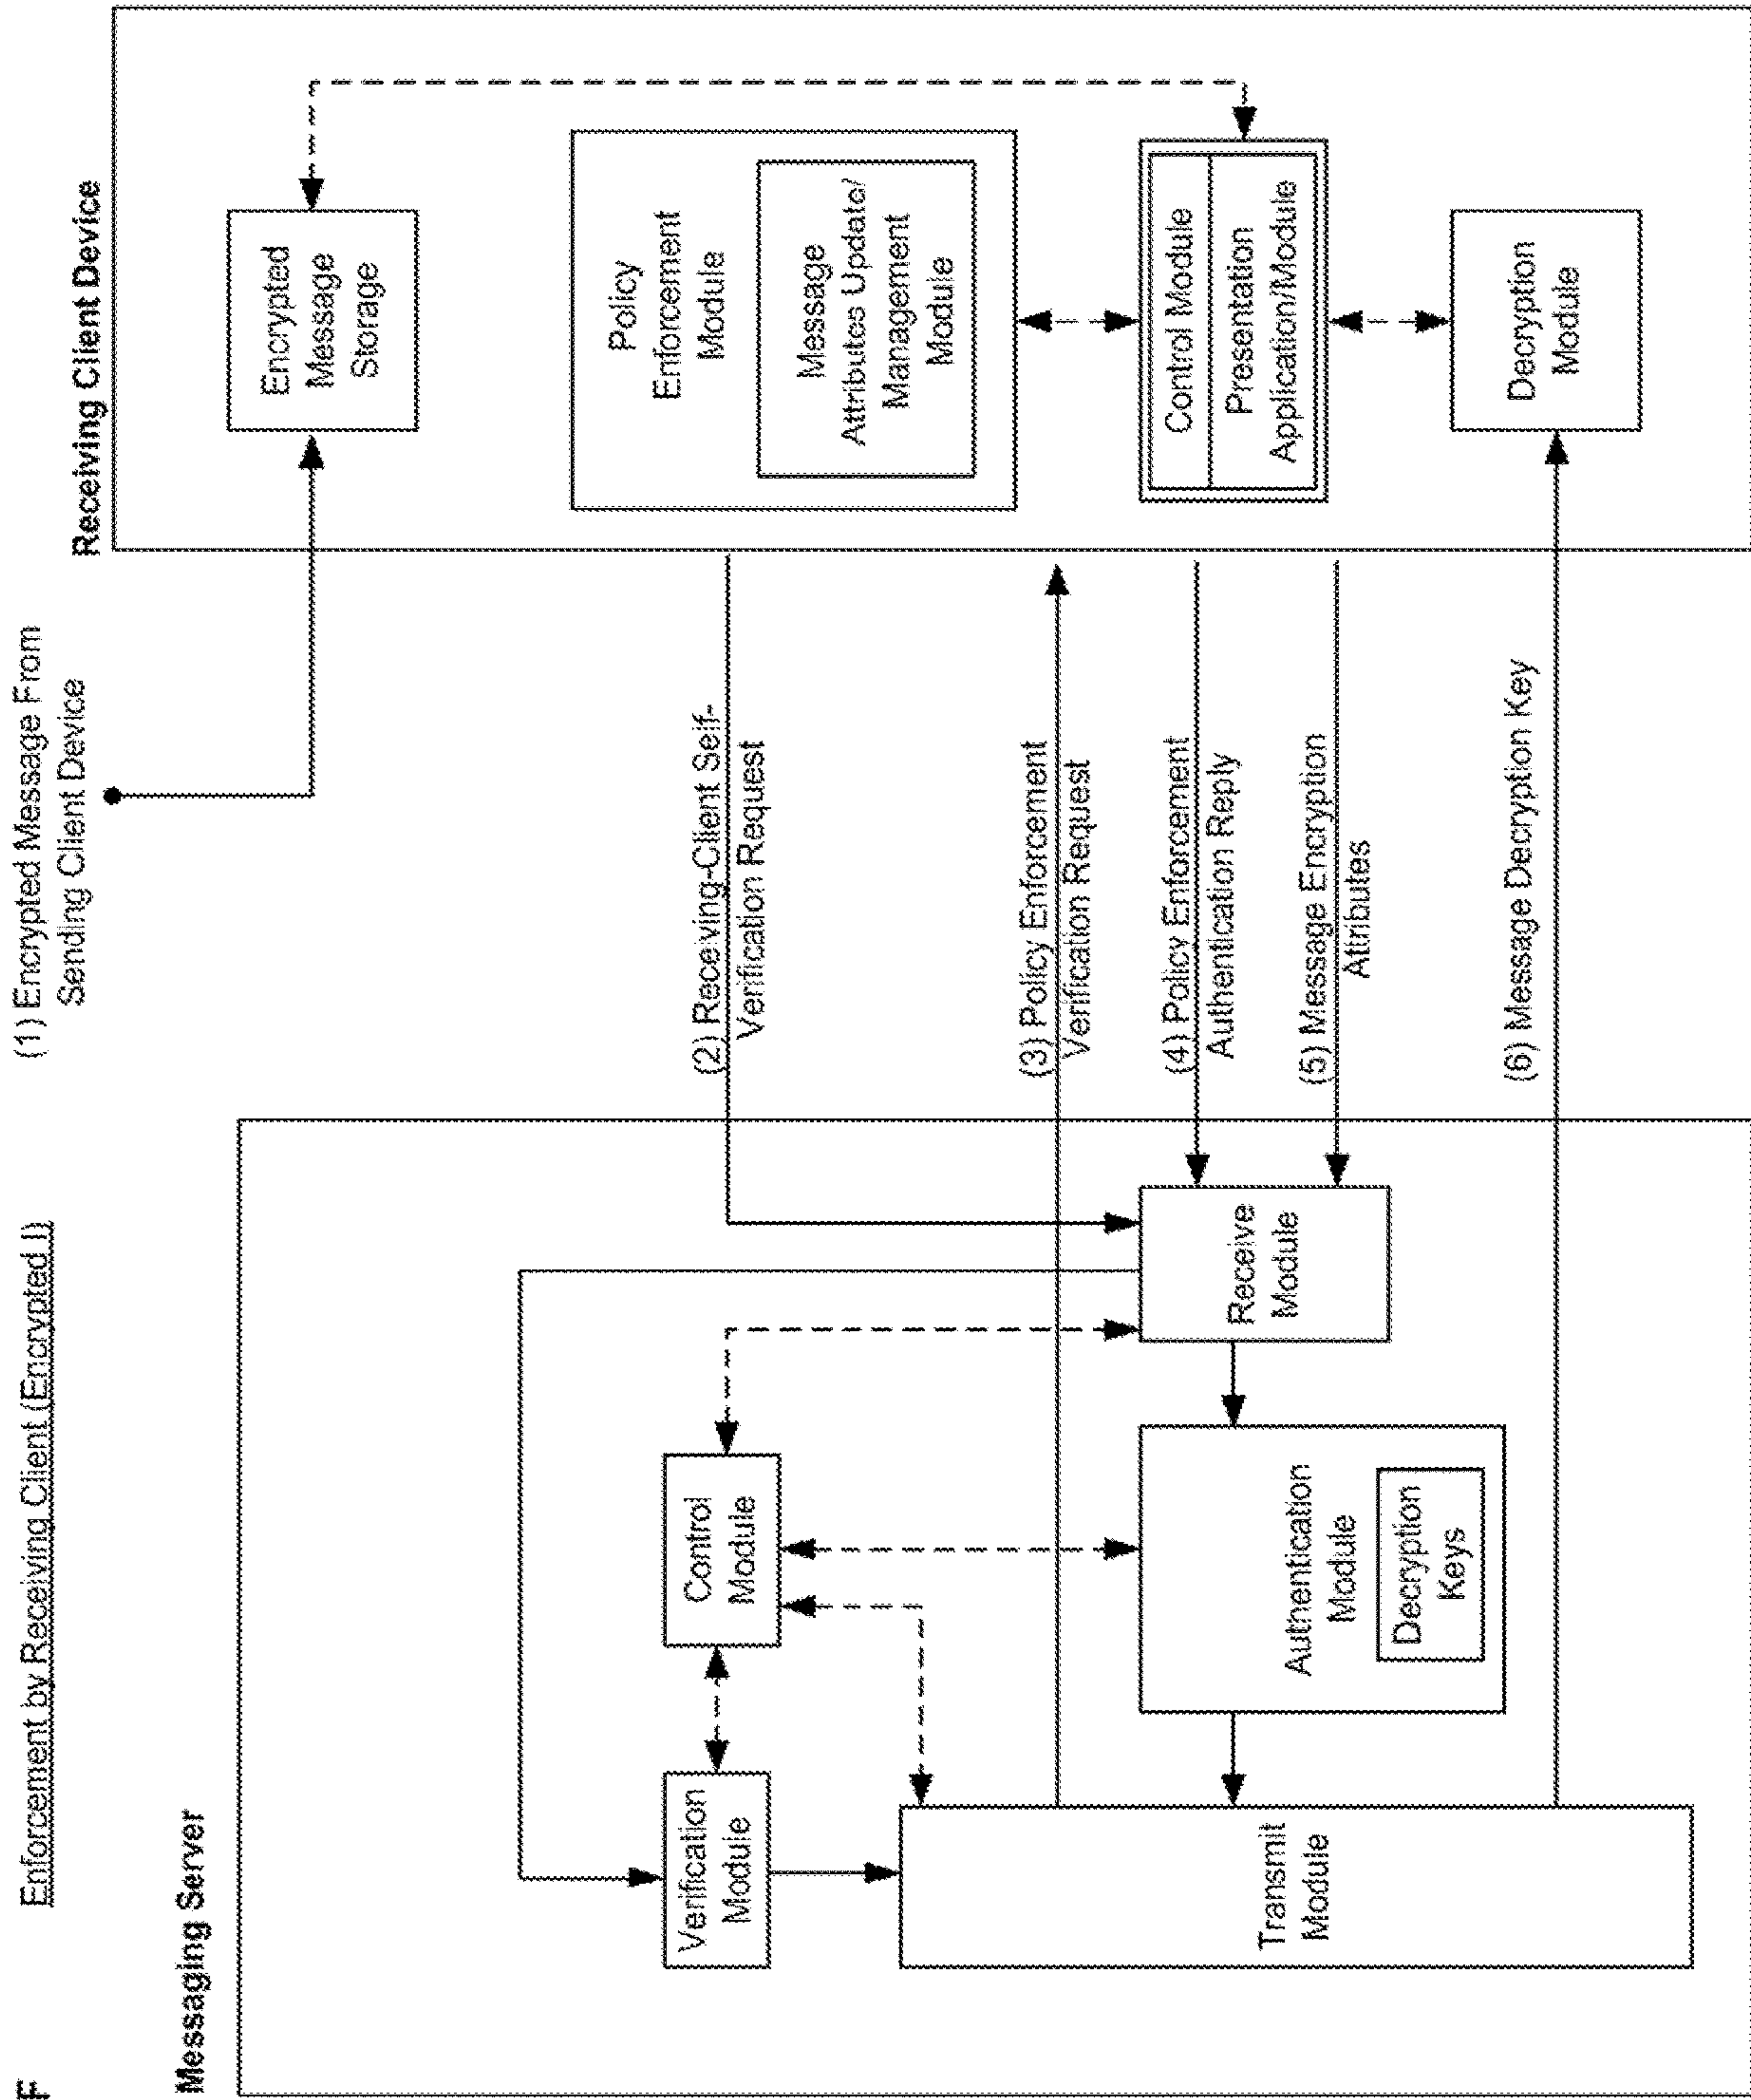 F
Enforcement by Receiving Client (Encrypted I)
(1) Encrypted Message From
Sending Client Device
Messaging Server
Receiving Client Device
Verification
Module
Control
Module
Transmit
Module
Authentication
Module
Decryption
Keys
Receive
Module
(2) Receiving-Client Self-
Verification Request
(3) Policy Enforcement
Verification Request
(4) Policy Enforcement
Authentication Reply
(5) Message Encryption
Attributes
(6) Message Decryption Key
Encrypted
Message
Storage
Policy
Enforcement
Module
Message
Attributes Update/
Management
Module
Control Module
Presentation
Application/Module
Decryption
Module